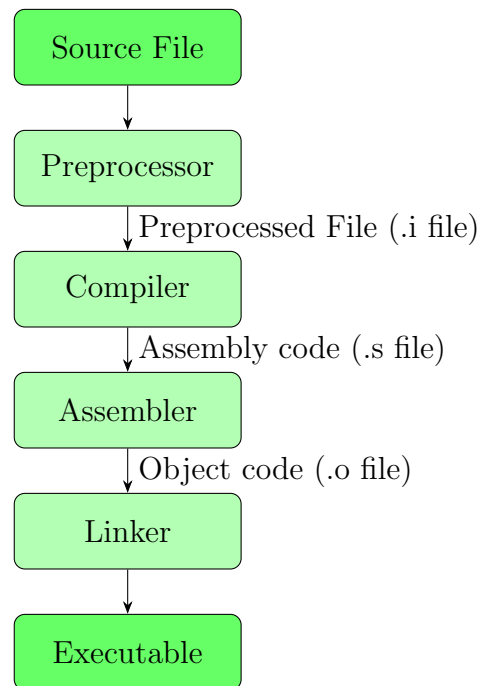 Source File
Preprocessor
Preprocessed File (.i file)
Compiler
Assembly code (.s file)
Assembler
Object code (.o file)
Linker
Executable